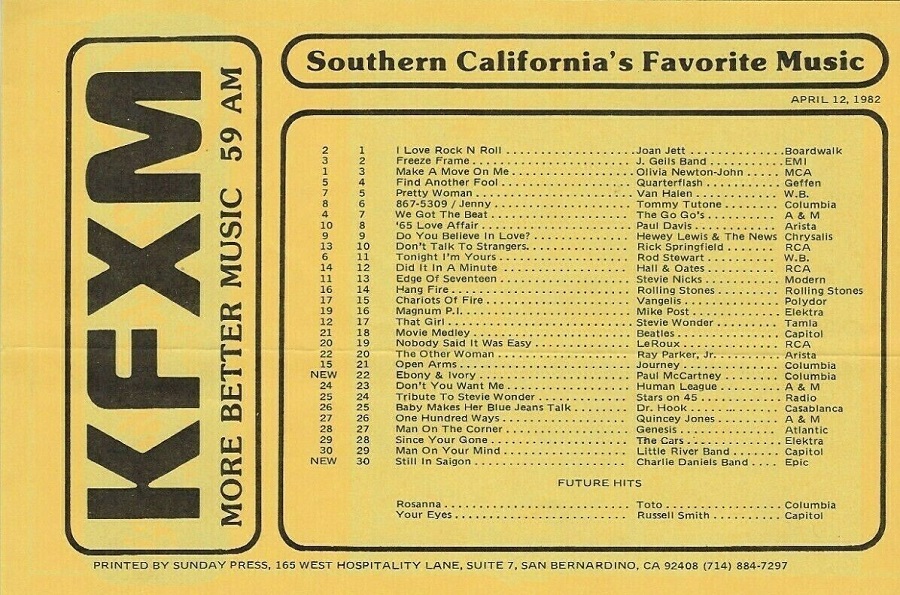 KFXM
MORE BETTER MUSIC 59 AM
Southern California's Favorite Music
APRIL 12, 1982
2 1 I Love Rock N Roll Joan Jett Boardwalk
3 2 Freeze Frame J. Geils Band EMI
1 3 Make A Move On Me Olivia Newton-John MCA
5 4 Find Another Fool Quarterflash Geffen
7 5 Pretty Woman Van Halen W.B.
8 6 867-5309 / Jenny Tommy Tutone Columbia
4 7 We Got The Beat The Go Go's A & M
10 8 '65 Love Affair Paul Davis Arista
9 9 Do You Believe In Love? Hewey Lewis & The News Chrysalis
13 10 Don't Talk To Strangers. Rick Springfield RCA
6 11 Tonight I'm Yours Rod Stewart W.B.
14 12 Did It In A Minute Hall & Oates RCA
11 13 Edge Of Seventeen Stevie Nicks Modern
16 14 Hang Fire Rolling Stones Rolling Stones
17 15 Chariots Of Fire Vangelis Polydor
19 16 Magnum P.I. Mike Post Elektra
12 17 That Girl Stevie Wonder Tamla
21 18 Movie Medley Beatles Capitol
20 19 Nobody Said It Was Easy LeRoux RCA
22 20 The Other Woman Ray Parker, Jr. Arista
15 21 Open Arms Journey Columbia
NEW 22 Ebony & Ivory Paul McCartney Columbia
24 23 Don't You Want Me Human League A & M
25 24 Tribute To Stevie Wonder Stars on 45 Radio
26 25 Baby Makes Her Blue Jeans Talk Dr. Hook Casablanca
27 26 One Hundred Ways Quincey Jones A & M
28 27 Man On The Corner Genesis Atlantic
29 28 Since Your Gone The Cars Elektra
30 29 Man On Your Mind Little River Band Capitol
NEW 30 Still In Saigon Charlie Daniels Band Epic
FUTURE HITS
Rosanna Toto Columbia
Your Eyes Russell Smith Capitol
PRINTED BY SUNDAY PRESS, 165 WEST HOSPITALITY LANE, SUITE 7, SAN BERNARDINO, CA 92408 (714) 884-7297